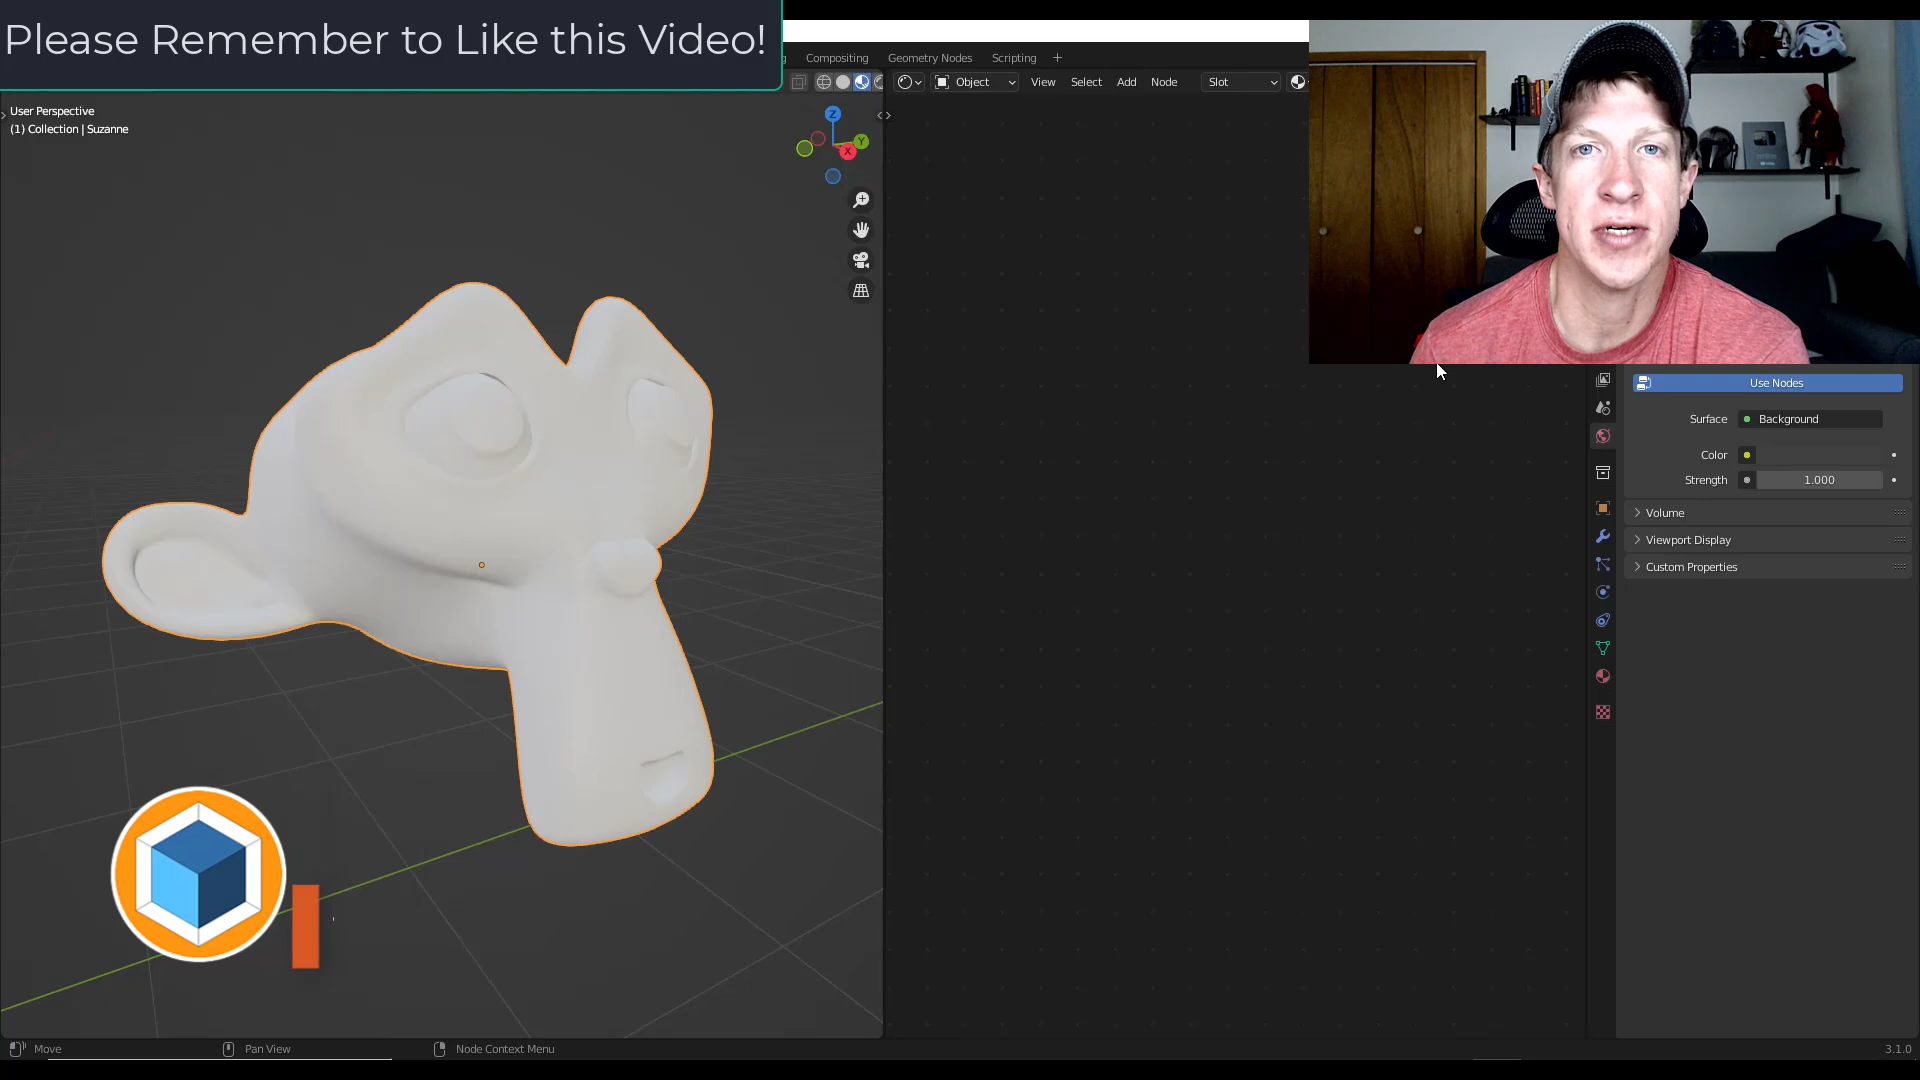 Please Remember to Like this Video!
Compositing Geometry Nodes Scripting +
Object View Select Add Node Slot
User Perspective
(1) Collection | Suzanne
Z
Y
X
Use Nodes
Surface Background
Color
Strength 1.000
Volume
Viewport Display
Custom Properties
Move Pan View Node Context Menu 3.1.0